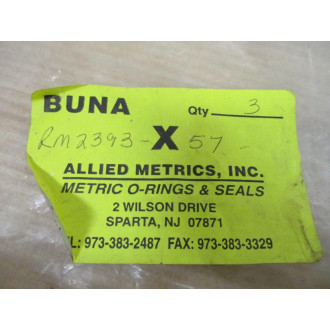 BUNA Qty 3
RM2393-X 57
ALLIED METRICS, INC.
METRIC O-RINGS & SEALS
2 WILSON DRIVE
SPARTA, NJ 07871
L: 973-383-2487 FAX: 973-383-3329